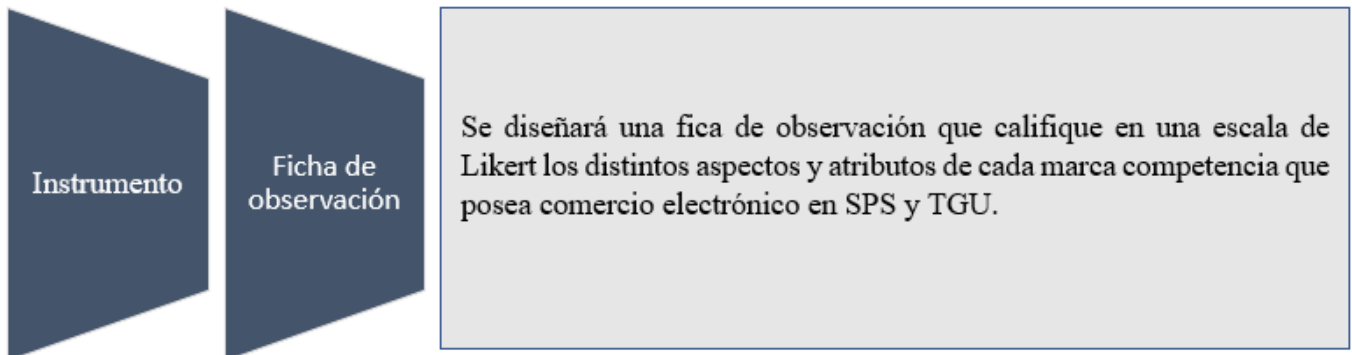 Instrumento
Ficha de
observación
Se diseñará una fica de observación que califique en una escala de
Likert los distintos aspectos y atributos de cada marca competencia que
posea comercio electrónico en SPS y TGU.